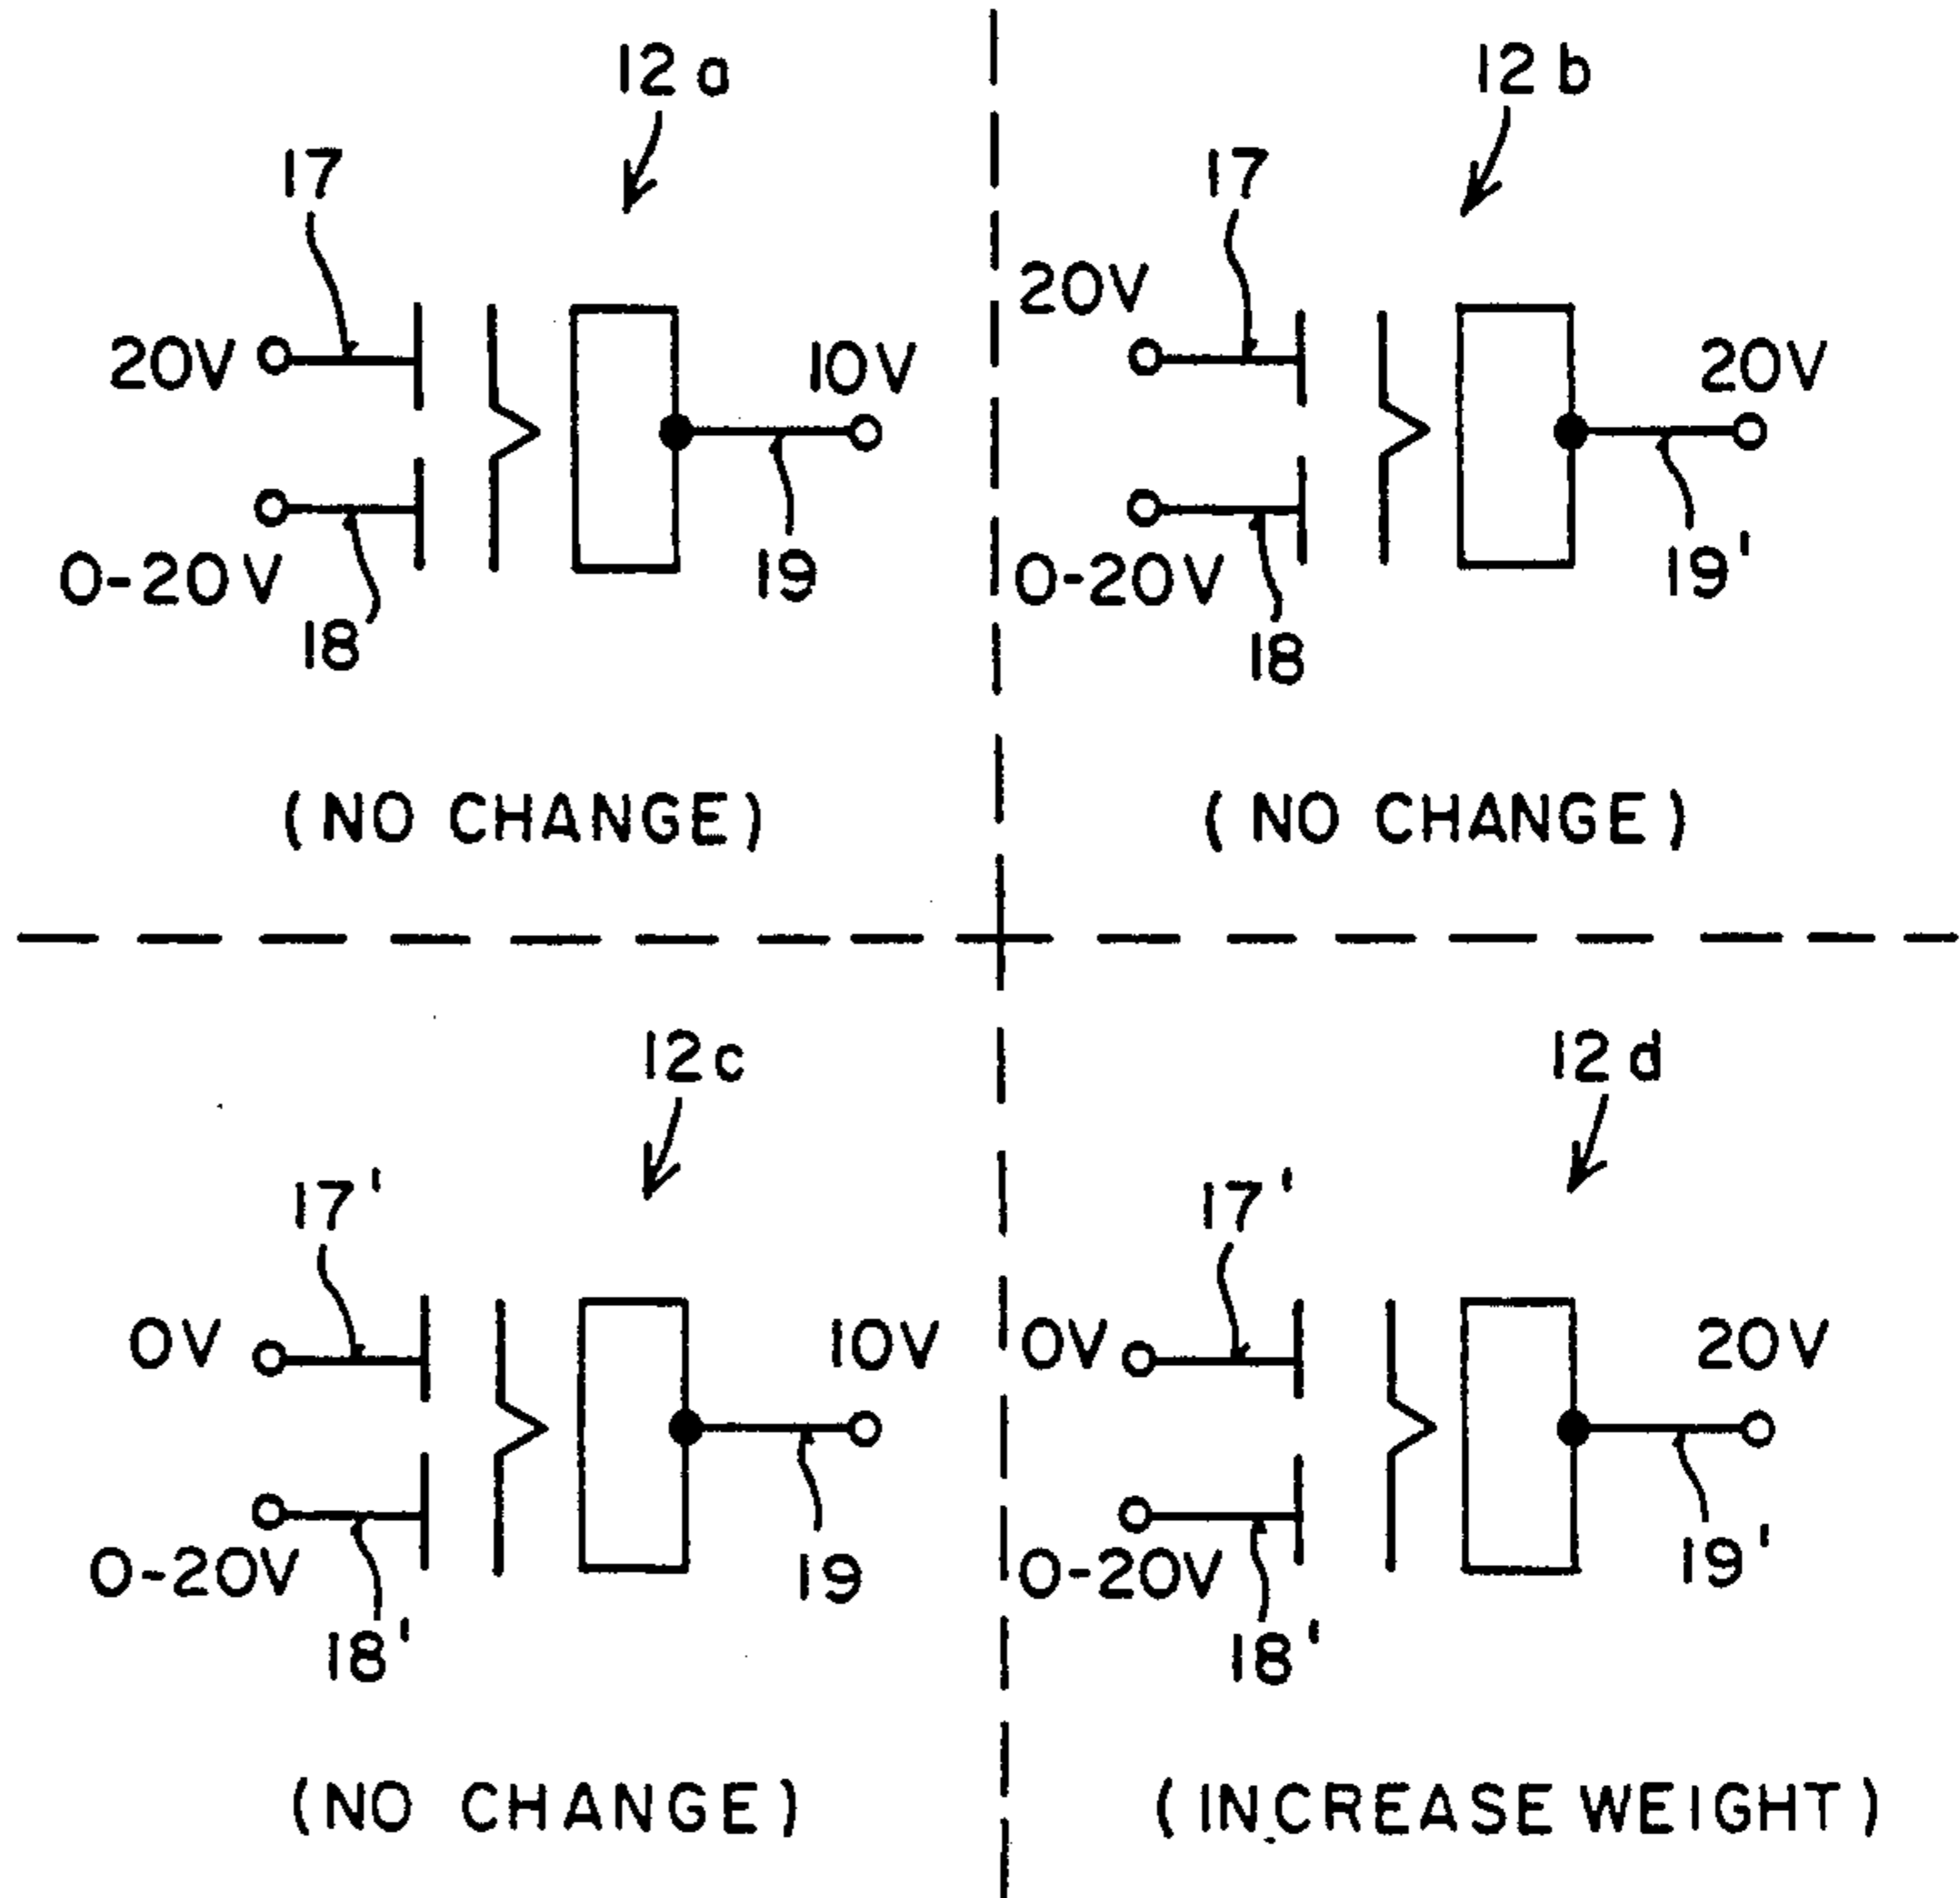 12a
17
20V
10V
0-20V
19
18
(NO CHANGE)
12b
17
20V
20V
0-20V
19'
18
(NO CHANGE)
12c
17'
0V
10V
0-20V
19
18'
(NO CHANGE)
12d
17'
0V
20V
0-20V
19'
18'
(INCREASE WEIGHT)